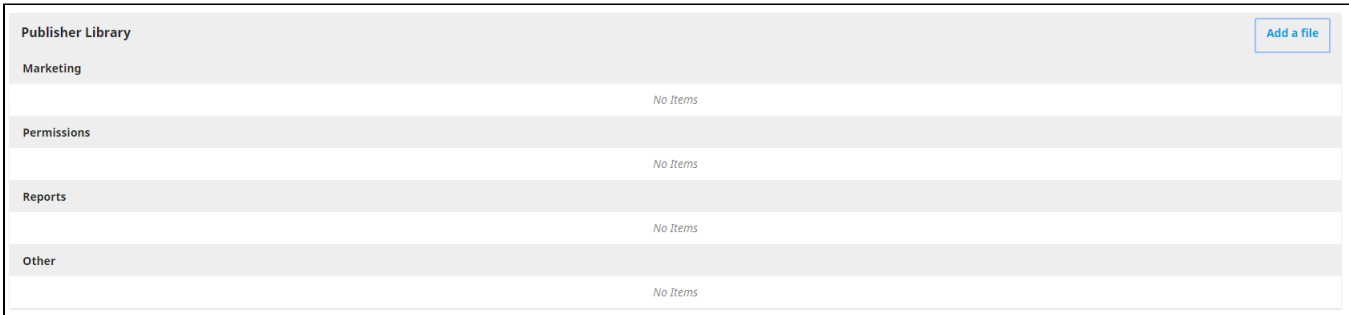 Publisher Library
Add a file
Marketing
No Items
Permissions
No Items
Reports
No Items
Other
No Items